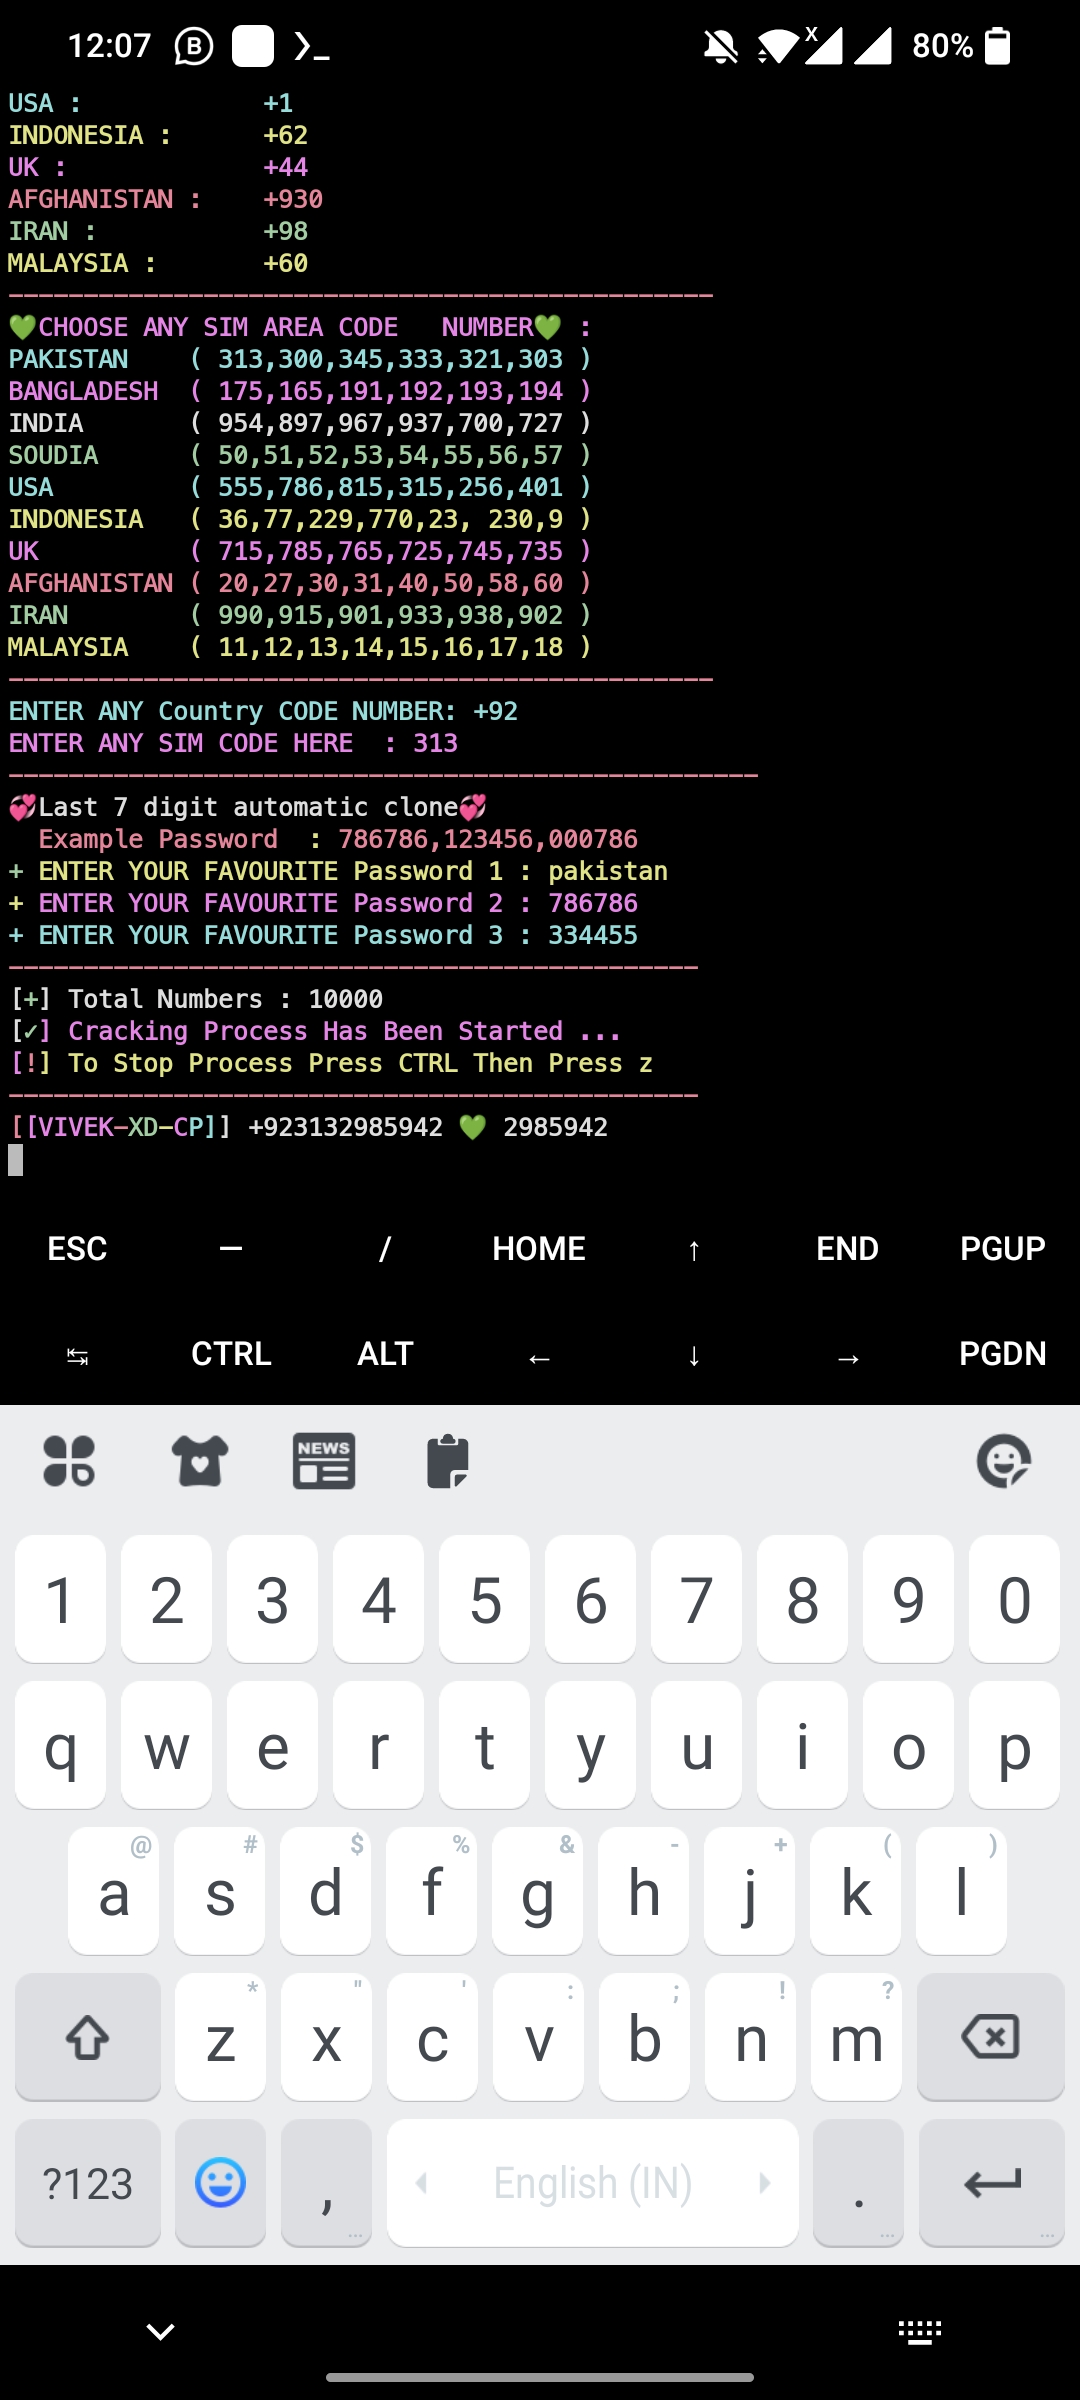 12:07 B 80%
USA : +1
INDONESIA : +62
UK : +44
AFGHANISTAN : +930
IRAN : +98
MALAYSIA : +60
-----------------------------------------------
💚CHOOSE ANY SIM AREA CODE NUMBER💚 :
PAKISTAN ( 313,300,345,333,321,303 )
BANGLADESH ( 175,165,191,192,193,194 )
INDIA ( 954,897,967,937,700,727 )
SOUDIA ( 50,51,52,53,54,55,56,57 )
USA ( 555,786,815,315,256,401 )
INDONESIA ( 36,77,229,770,23, 230,9 )
UK ( 715,785,765,725,745,735 )
AFGHANISTAN ( 20,27,30,31,40,50,58,60 )
IRAN ( 990,915,901,933,938,902 )
MALAYSIA ( 11,12,13,14,15,16,17,18 )
-----------------------------------------------
ENTER ANY Country CODE NUMBER: +92
ENTER ANY SIM CODE HERE : 313
--------------------------------------------------
💞Last 7 digit automatic clone💞
Example Password : 786786,123456,000786
+ ENTER YOUR FAVOURITE Password 1 : pakistan
+ ENTER YOUR FAVOURITE Password 2 : 786786
+ ENTER YOUR FAVOURITE Password 3 : 334455
----------------------------------------------
[+] Total Numbers : 10000
[✓] Cracking Process Has Been Started ...
[!] To Stop Process Press CTRL Then Press z
----------------------------------------------
[[VIVEK-XD-CP]] +923132985942 💚 2985942
ESC – / HOME ↑ END PGUP
↹ CTRL ALT ← ↓ → PGDN
NEWS
1 2 3 4 5 6 7 8 9 0
q w e r t y u i o p
@ # $ % & - + ( )
a s d f g h j k l
* " ' : ; ! ?
z x c v b n m
?123 , English (IN) .